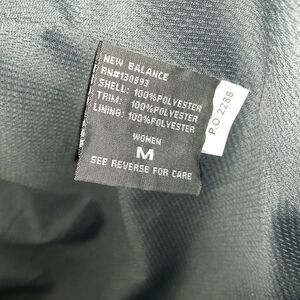 NEW BALANCE
RN#130893
SHELL: 100%POLYESTER
TRIM: 100%POLYESTER
LINING: 100%POLYESTER
WOMEN
M
SEE REVERSE FOR CARE
P.O.2286